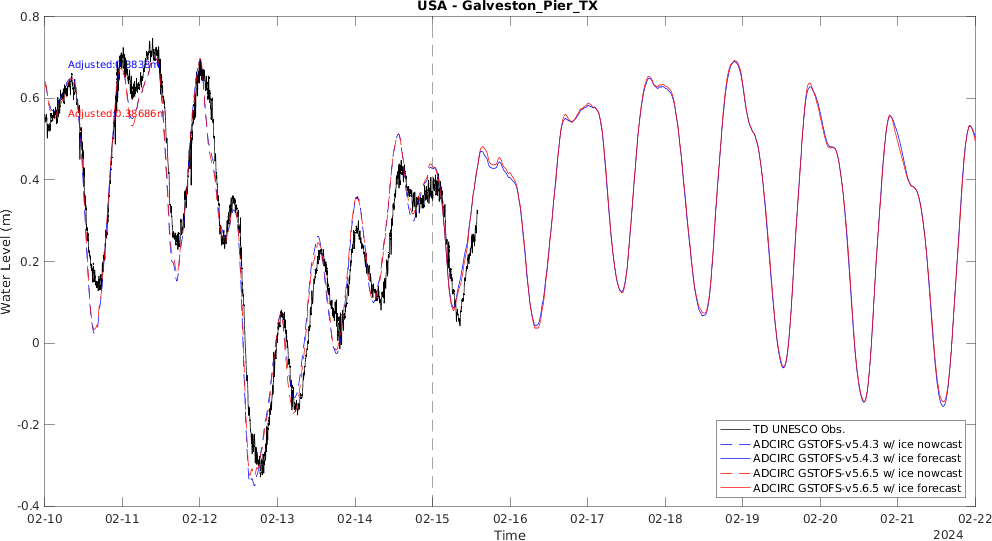 USA - Galveston_Pier_TX
0.8
0.6
0.4
0.2
0
-0.2
-0.4
Water Level (m)
Adjusted:0.38686m
02-10 02-11 02-12 02-13 02-14 02-15 02-16 02-17 02-18 02-19 02-20 02-21 02-22
Time
2024
TD UNESCO Obs.
ADCIRC GSTOFS-v5.4.3 w/ ice nowcast
ADCIRC GSTOFS-v5.4.3 w/ ice forecast
ADCIRC GSTOFS-v5.6.5 w/ ice nowcast
ADCIRC GSTOFS-v5.6.5 w/ ice forecast